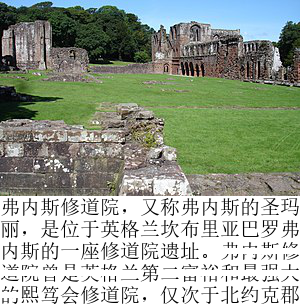 弗内斯修道院，又称弗内斯的圣玛
丽，是位于英格兰坎布里亚巴罗弗
内斯的一座修道院遗址。弗内斯修
道院曾是英格兰第二富裕和最强大
的熙笃会修道院，仅次于北约克郡